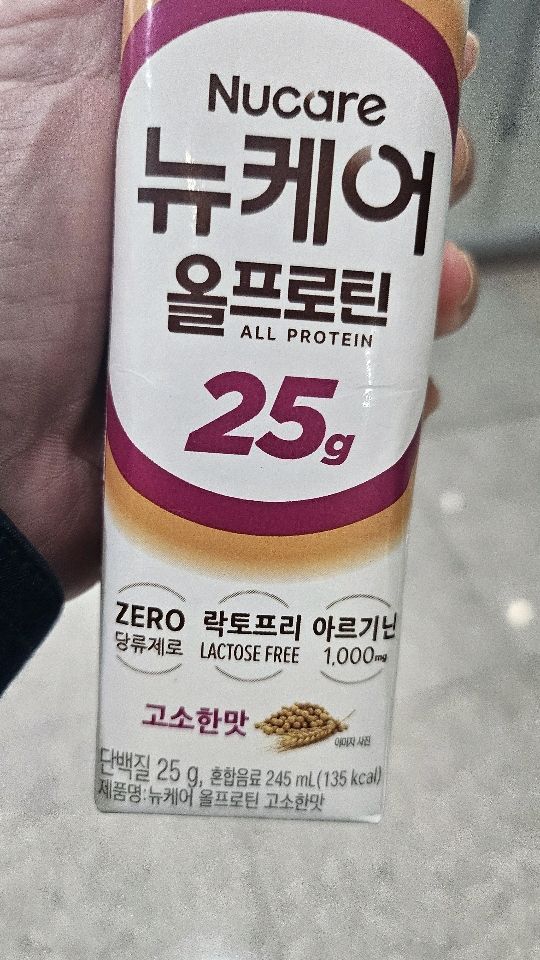 Nucare
뉴케어
올프로틴
ALL PROTEIN
25g
ZERO 락토프리 아르기닌
당류제로 LACTOSE FREE 1,000mg
고소한맛
이미지 사진
단백질 25 g, 혼합음료 245 mL(135 kcal)
제품명:뉴케어 올프로틴 고소한맛